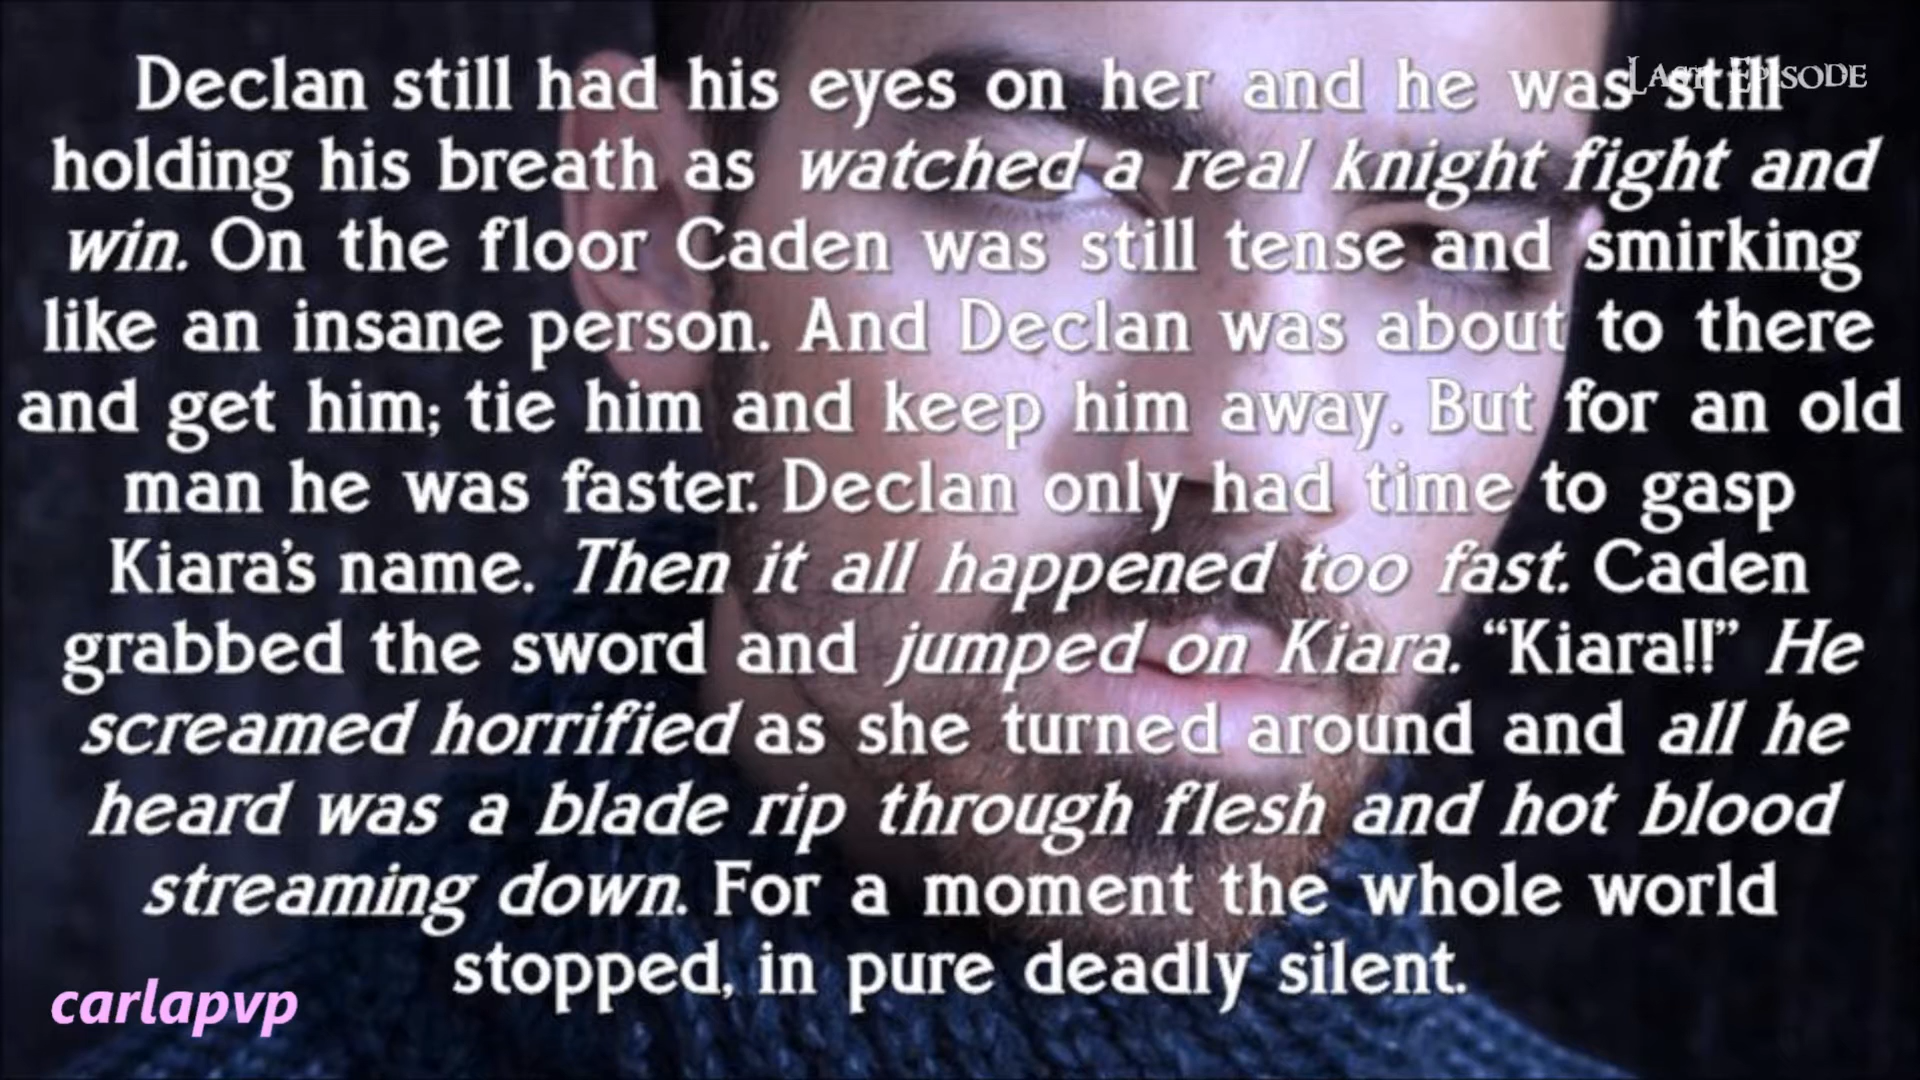 Last Episode
Declan still had his eyes on her and he was still
holding his breath as watched a real knight fight and
win. On the floor Caden was still tense and smirking
like an insane person. And Declan was about to there
and get him; tie him and keep him away. But for an old
man he was faster. Declan only had time to gasp
Kiara's name. Then it all happened too fast. Caden
grabbed the sword and jumped on Kiara. “Kiara!!” He
screamed horrified as she turned around and all he
heard was a blade rip through flesh and hot blood
streaming down. For a moment the whole world
stopped, in pure deadly silent.
carlapvp